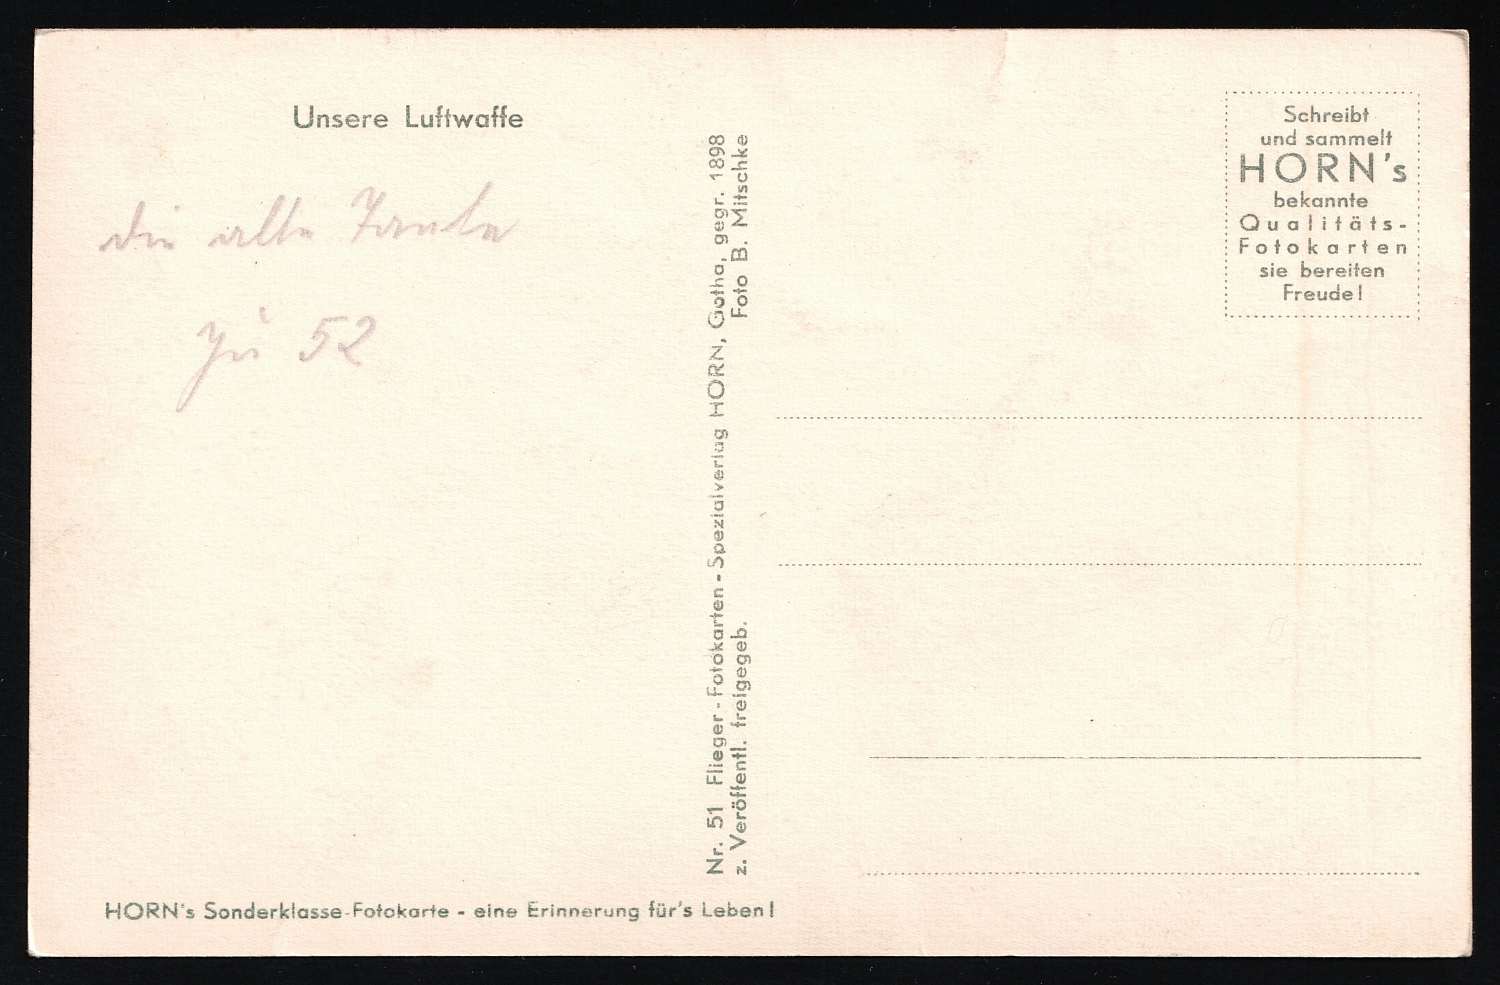 Unsere Luftwaffe
die alte Tante
Ju 52
Nr. 51 Flieger-Fotokarten-Spezialverlag HORN, Gotha, gegr. 1898
z. Veröffentl. freigegeb. Foto B. Mitschke
Schreibt
und sammelt
HORN's
bekannte
Qualitäts-
Fotokarten
sie bereiten
Freude!
HORN's Sonderklasse-Fotokarte - eine Erinnerung für's Leben!